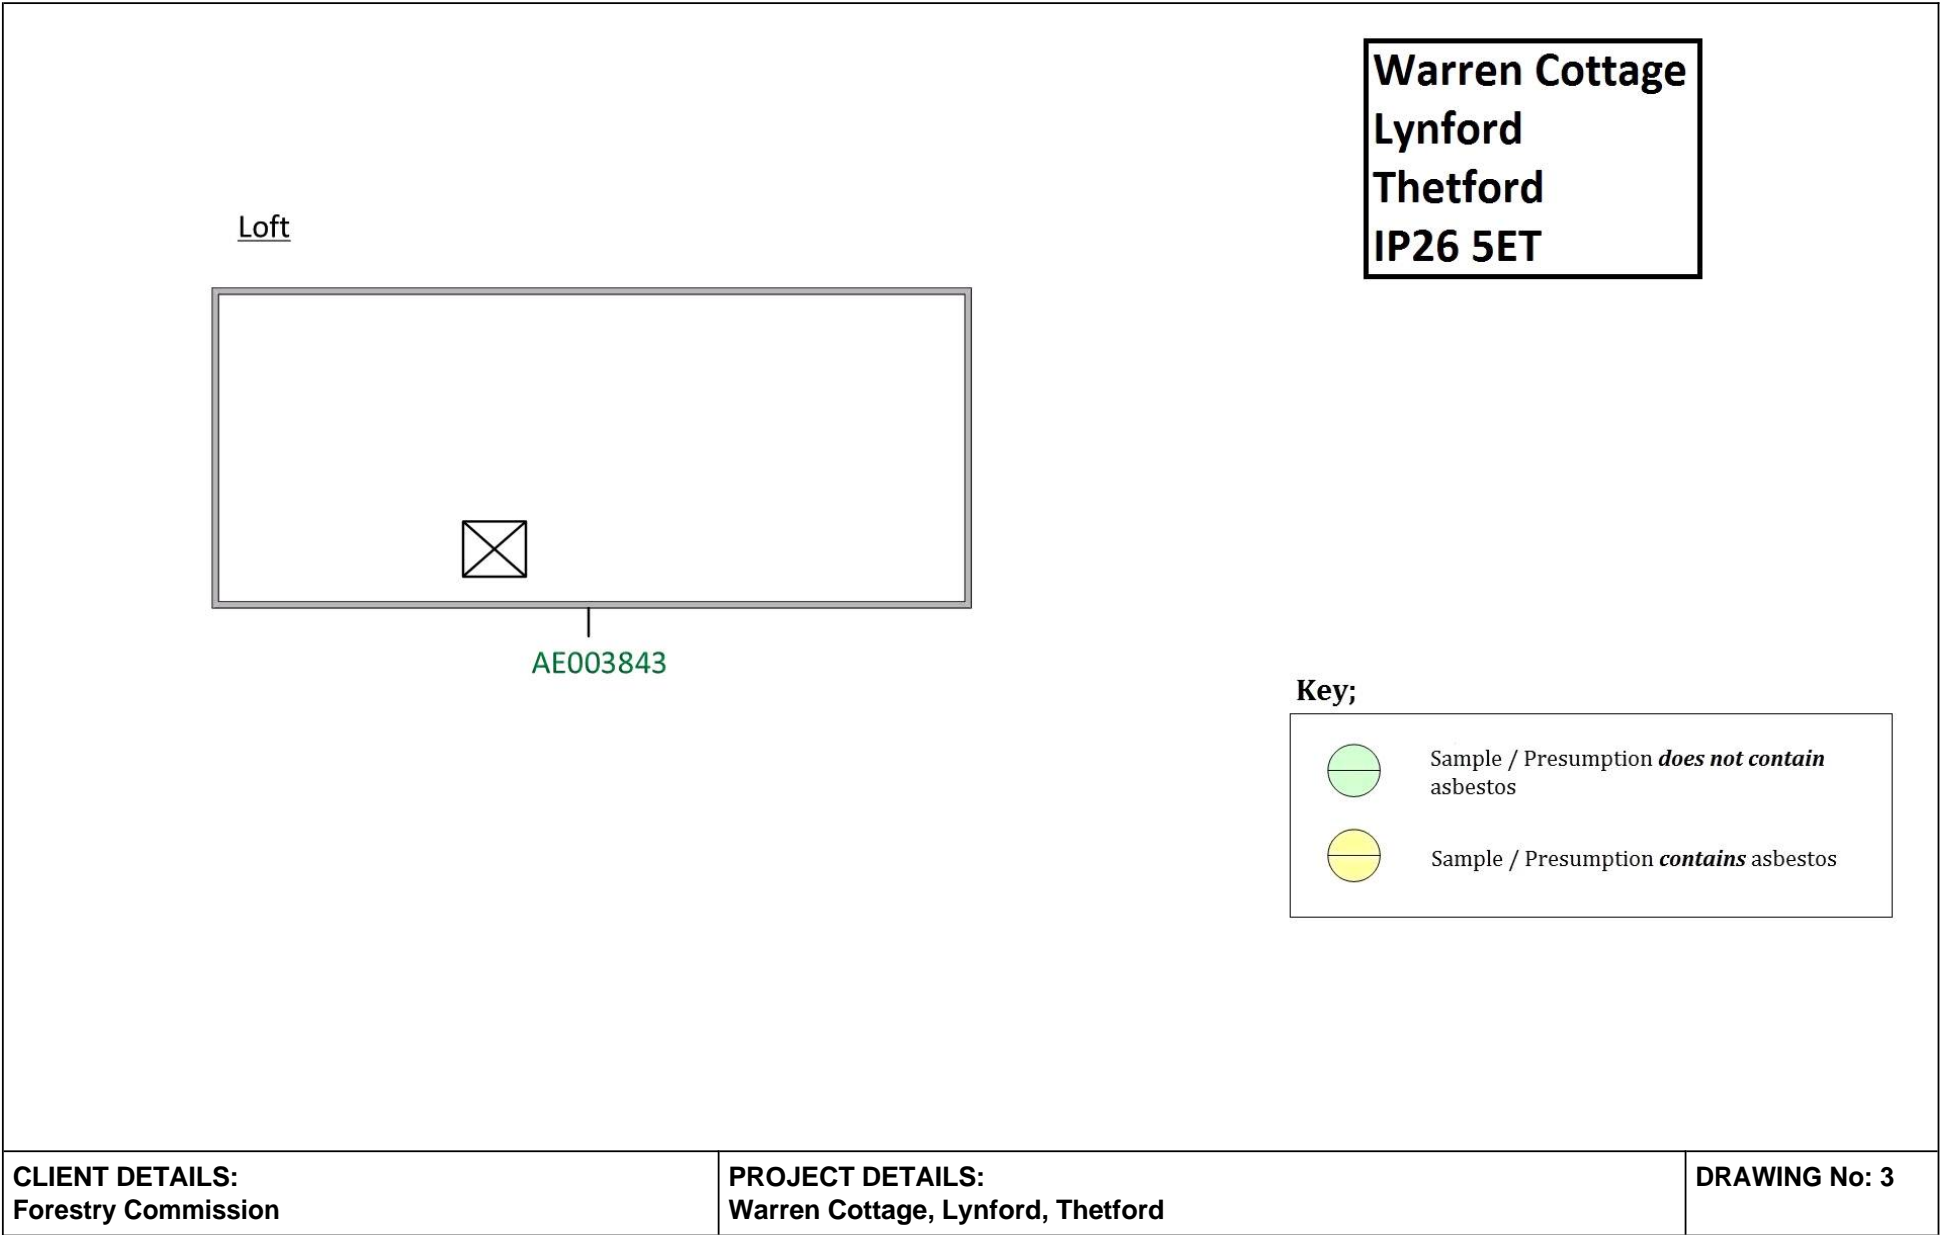 Warren Cottage
Lynford
Thetford
IP26 5ET
Loft
AE003843
Key;
Sample / Presumption does not contain
asbestos
Sample / Presumption contains asbestos
CLIENT DETAILS:
Forestry Commission
PROJECT DETAILS:
Warren Cottage, Lynford, Thetford
DRAWING No: 3